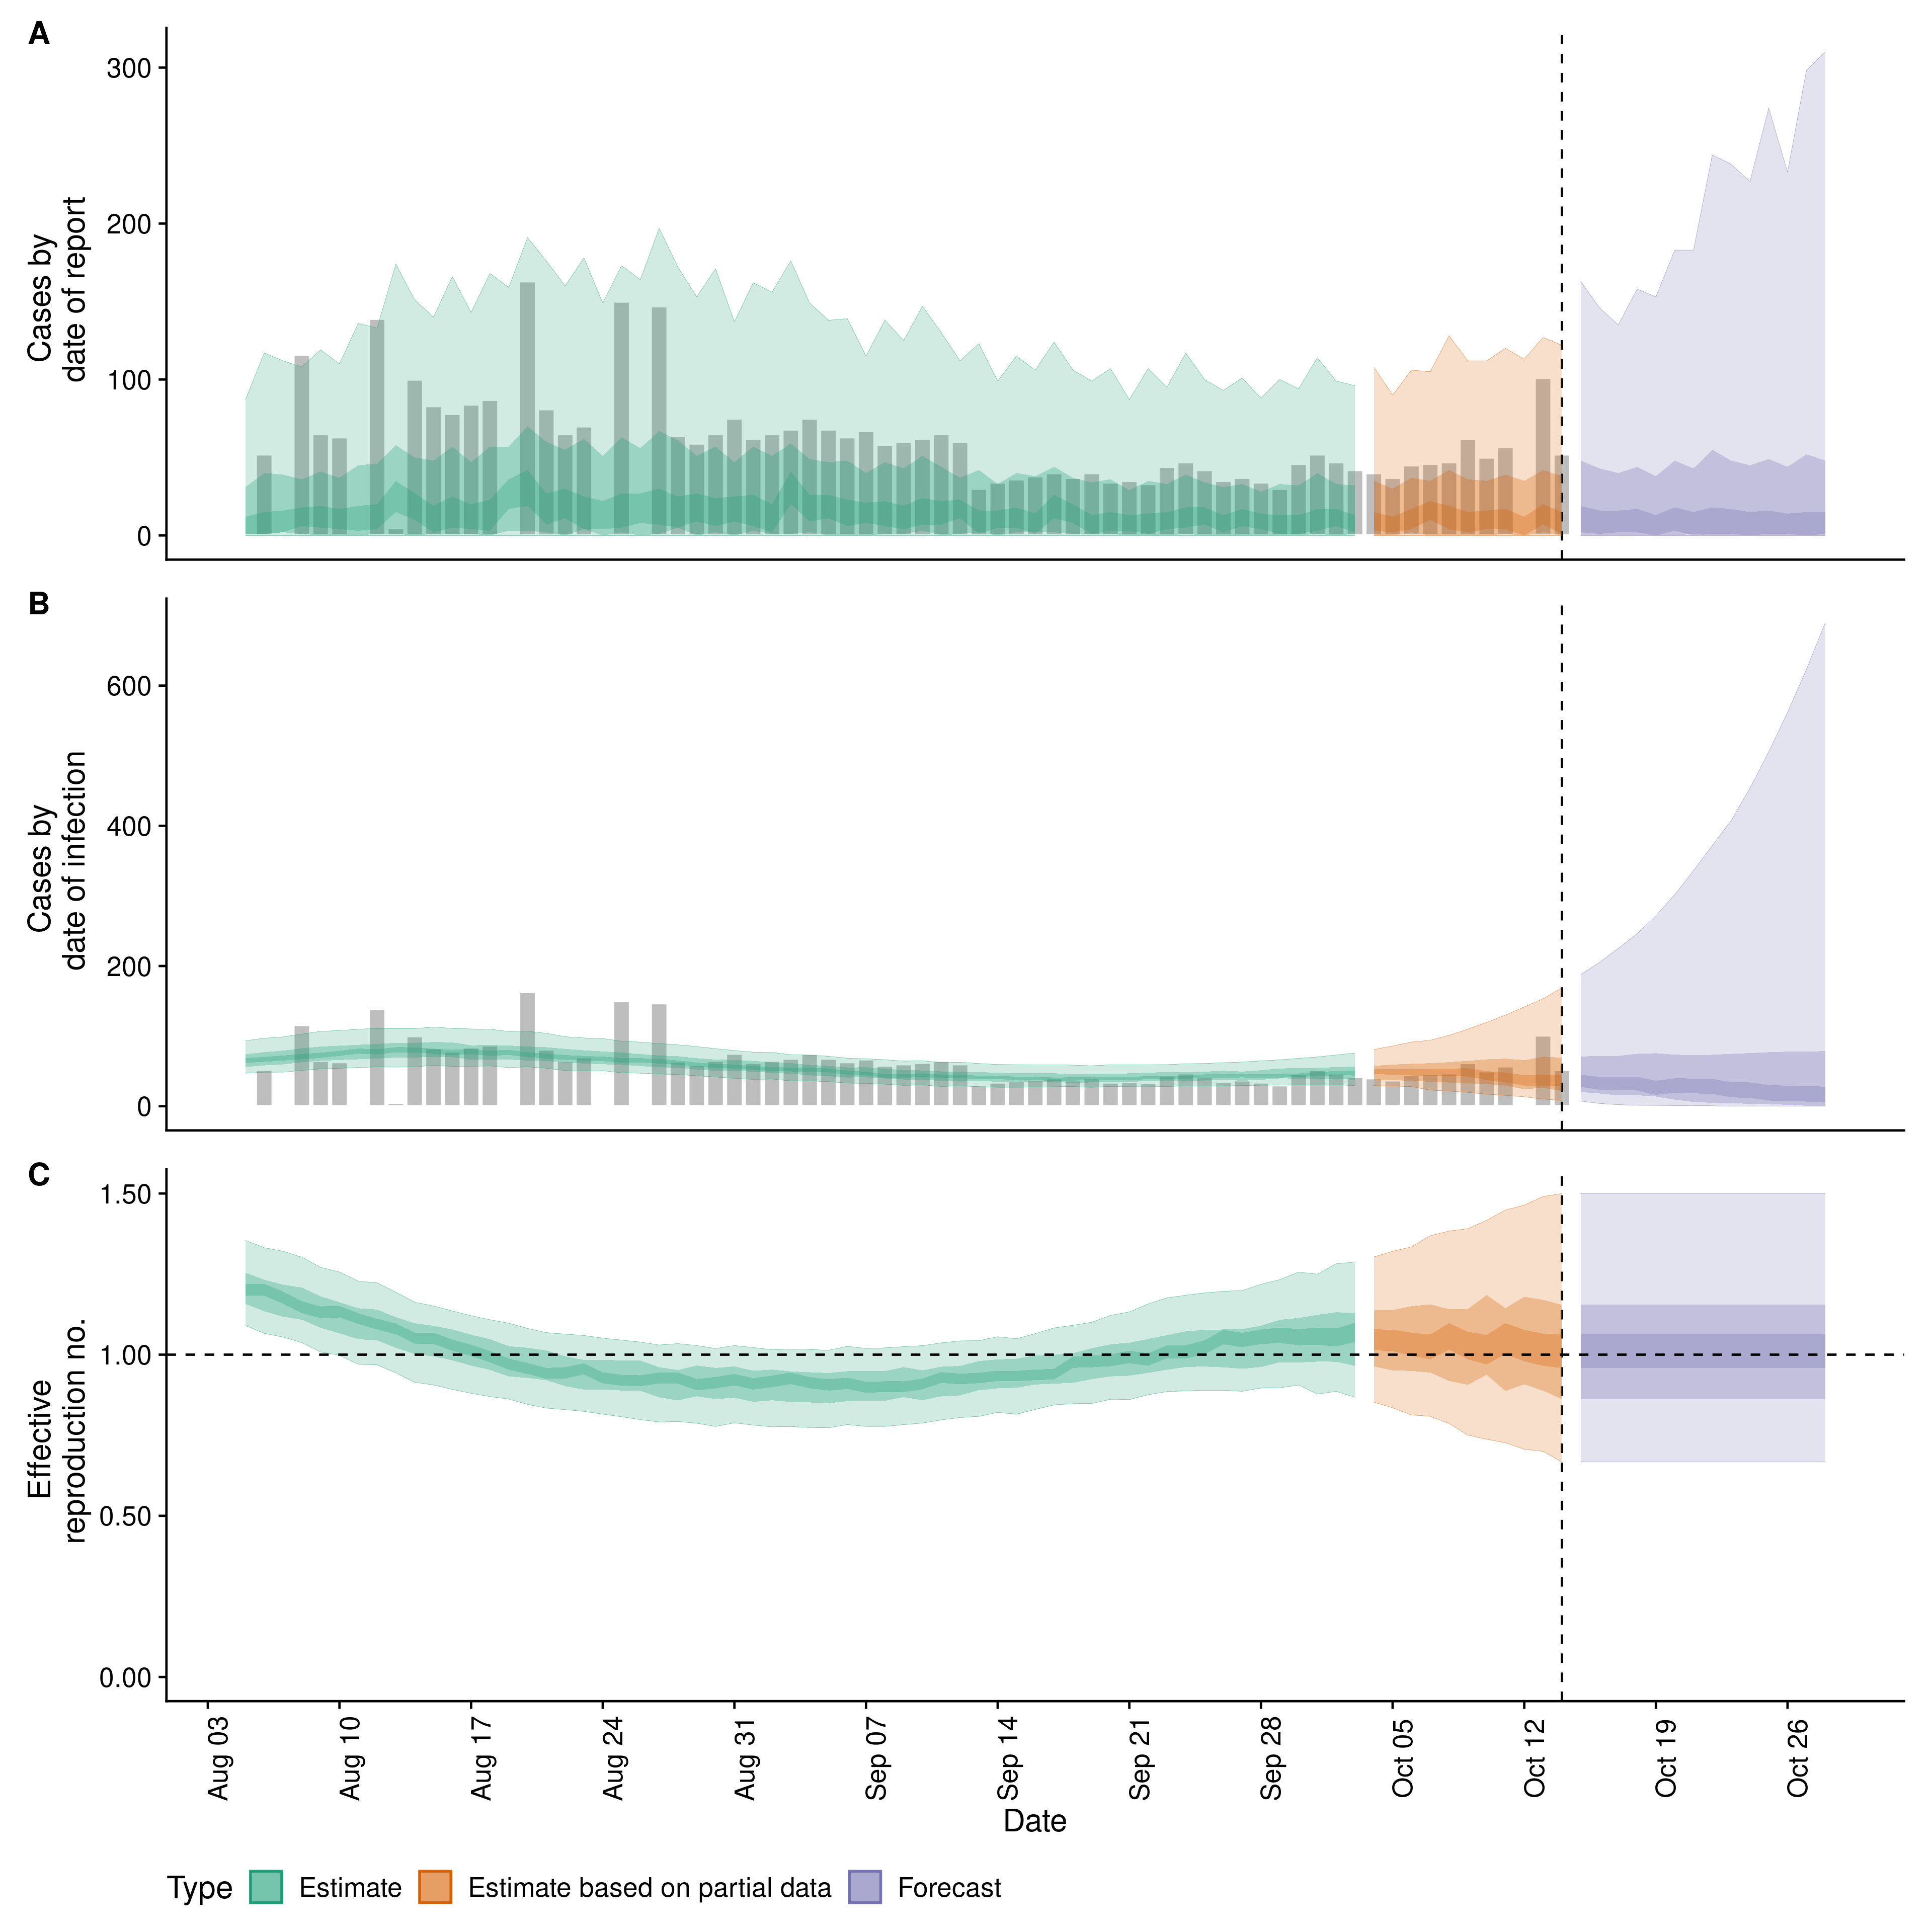 A
300
200
100
0
Cases by
date of report
B
600
400
200
0
Cases by
date of infection
C
1.50
1.00
0.50
0.00
Effective
reproduction no.
Aug 03
Aug 10
Aug 17
Aug 24
Aug 31
Sep 07
Sep 14
Sep 21
Sep 28
Oct 05
Oct 12
Oct 19
Oct 26
Date
Type Estimate Estimate based on partial data Forecast